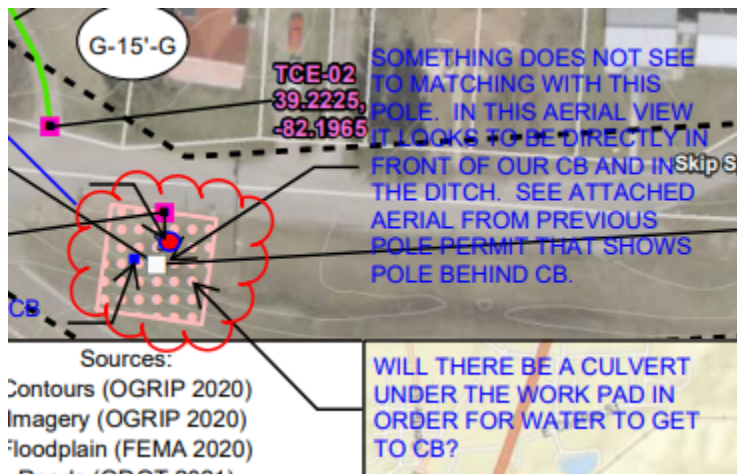 G-15'-G
TCE-02
39.2225,
-82.1965
SOMETHING DOES NOT SEE
TO MATCHING WITH THIS
POLE. IN THIS AERIAL VIEW
IT LOOKS TO BE DIRECTLY IN
FRONT OF OUR CB AND IN
THE DITCH. SEE ATTACHED
AERIAL FROM PREVIOUS
POLE PERMIT THAT SHOWS
POLE BEHIND CB.
Skip S
CB
Sources:
Contours (OGRIP 2020)
Imagery (OGRIP 2020)
Floodplain (FEMA 2020)
Roads (ODOT 2021)
WILL THERE BE A CULVERT
UNDER THE WORK PAD IN
ORDER FOR WATER TO GET
TO CB?